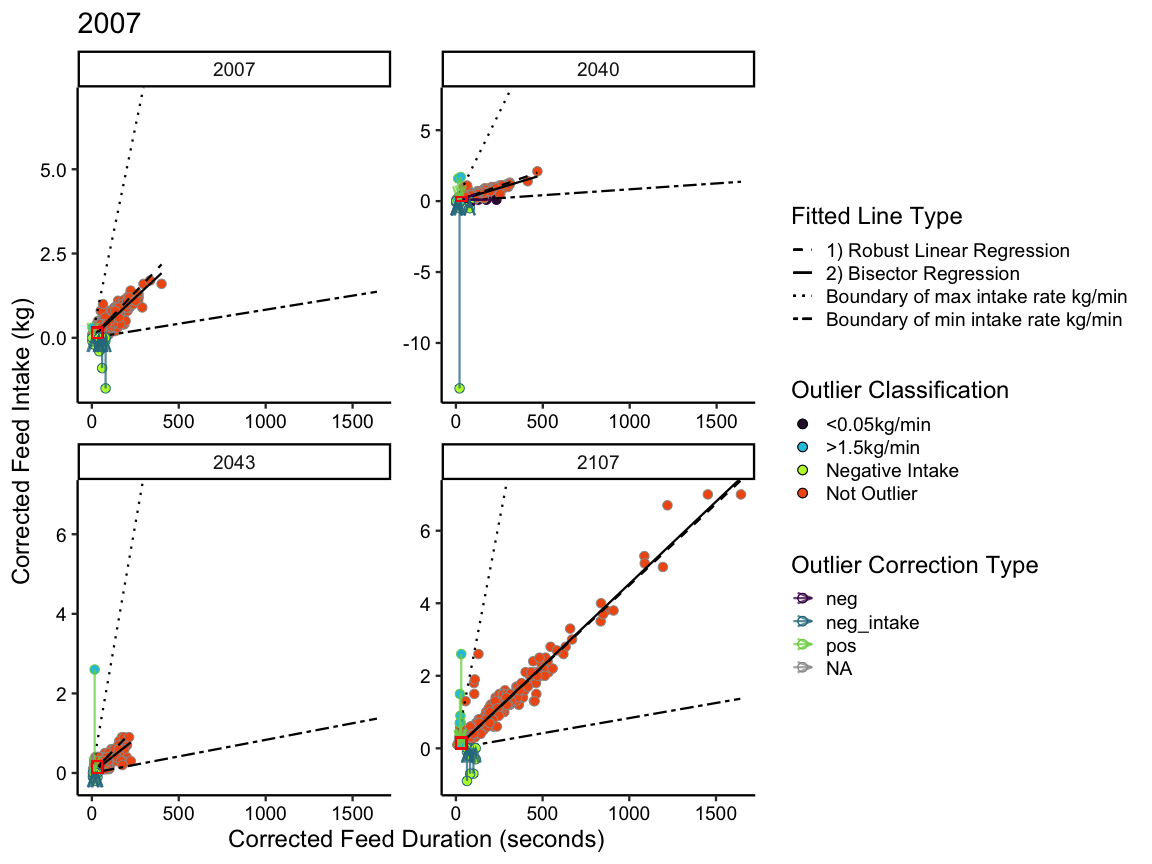 2007
2007
2040
5.0
2.5
0.0
5
0
-5
-10
0 500 1000 1500
0 500 1000 1500
2043
2107
6
4
2
0
6
4
2
0
0 500 1000 1500
0 500 1000 1500
Corrected Feed Intake (kg)
Corrected Feed Duration (seconds)
Fitted Line Type
1) Robust Linear Regression
2) Bisector Regression
Boundary of max intake rate kg/min
Boundary of min intake rate kg/min
Outlier Classification
<0.05kg/min
>1.5kg/min
Negative Intake
Not Outlier
Outlier Correction Type
neg
neg_intake
pos
NA